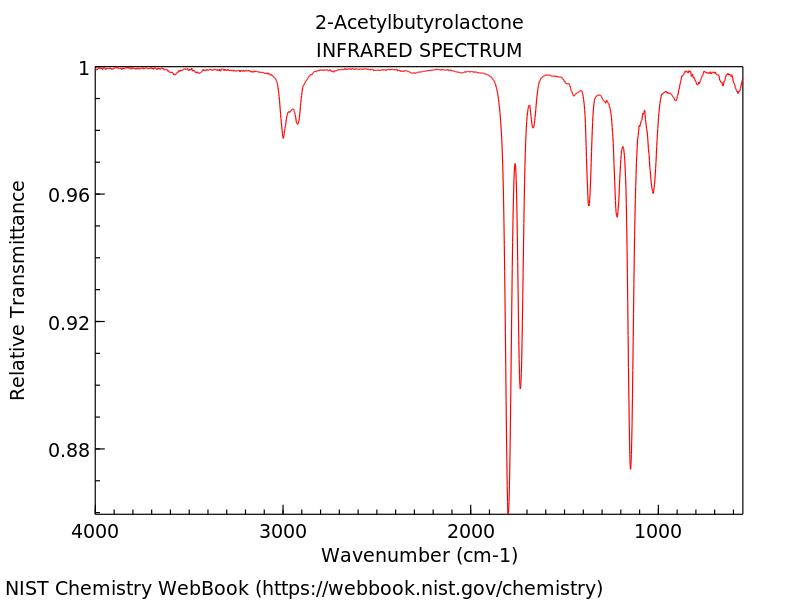 2-Acetylbutyrolactone
INFRARED SPECTRUM
1
0.96
0.92
0.88
Relative Transmittance
4000 3000 2000 1000
Wavenumber (cm-1)
NIST Chemistry WebBook (https://webbook.nist.gov/chemistry)